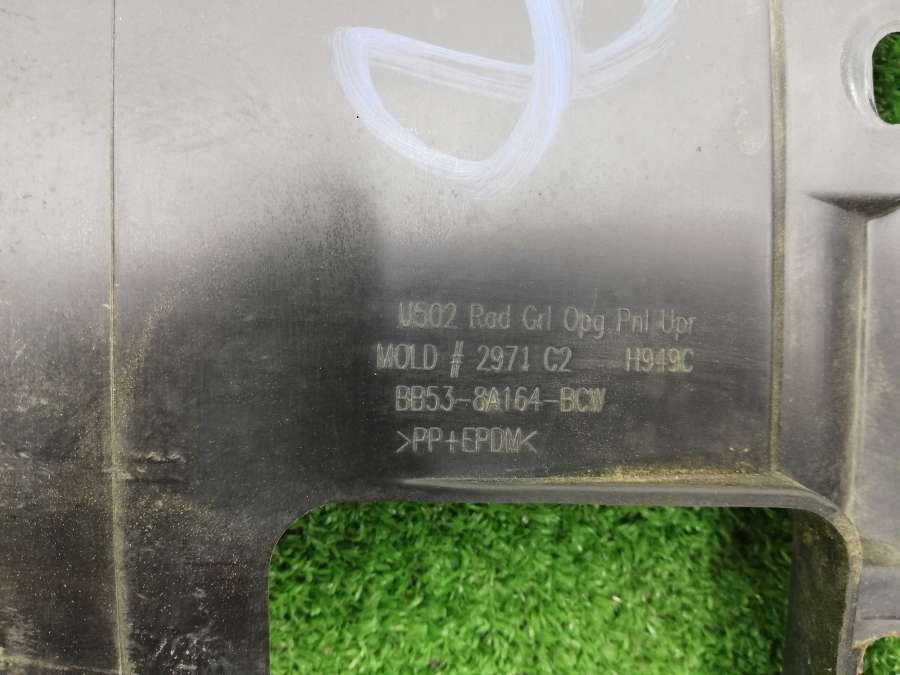 U502 Rad Grl Opg Pnl Upr
MOLD # 2971 C2 H949C
BB53-8A164-BCW
>PP+EPDM<